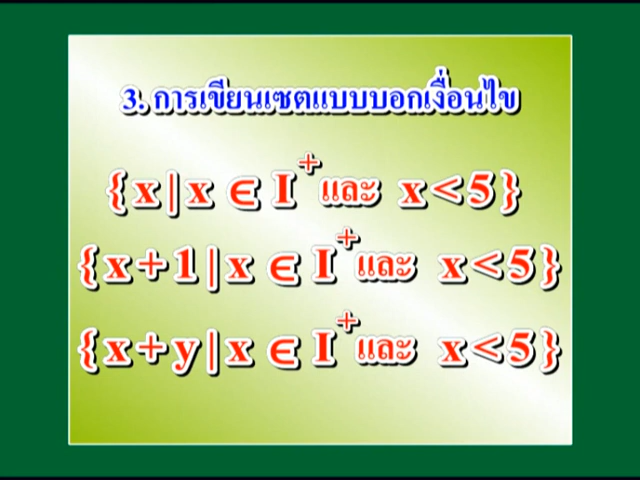 3. การเขียนเซตแบบบอกเงื่อนไข
{x|x ∈ I⁺และ x<5}
{x+1|x ∈ I⁺และ x<5}
{x+y|x ∈ I⁺และ x<5}